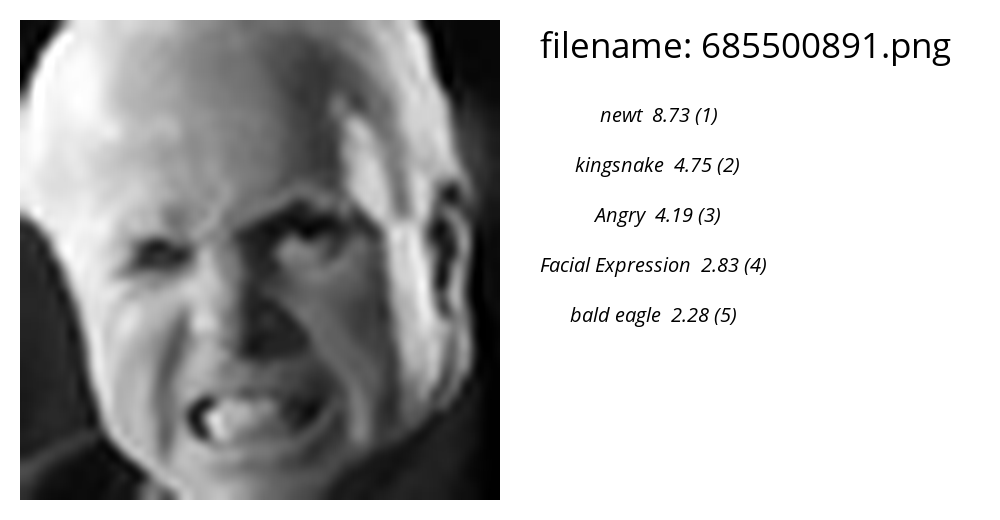 filename: 685500891.png
newt 8.73 (1)
kingsnake 4.75 (2)
Angry 4.19 (3)
Facial Expression 2.83 (4)
bald eagle 2.28 (5)